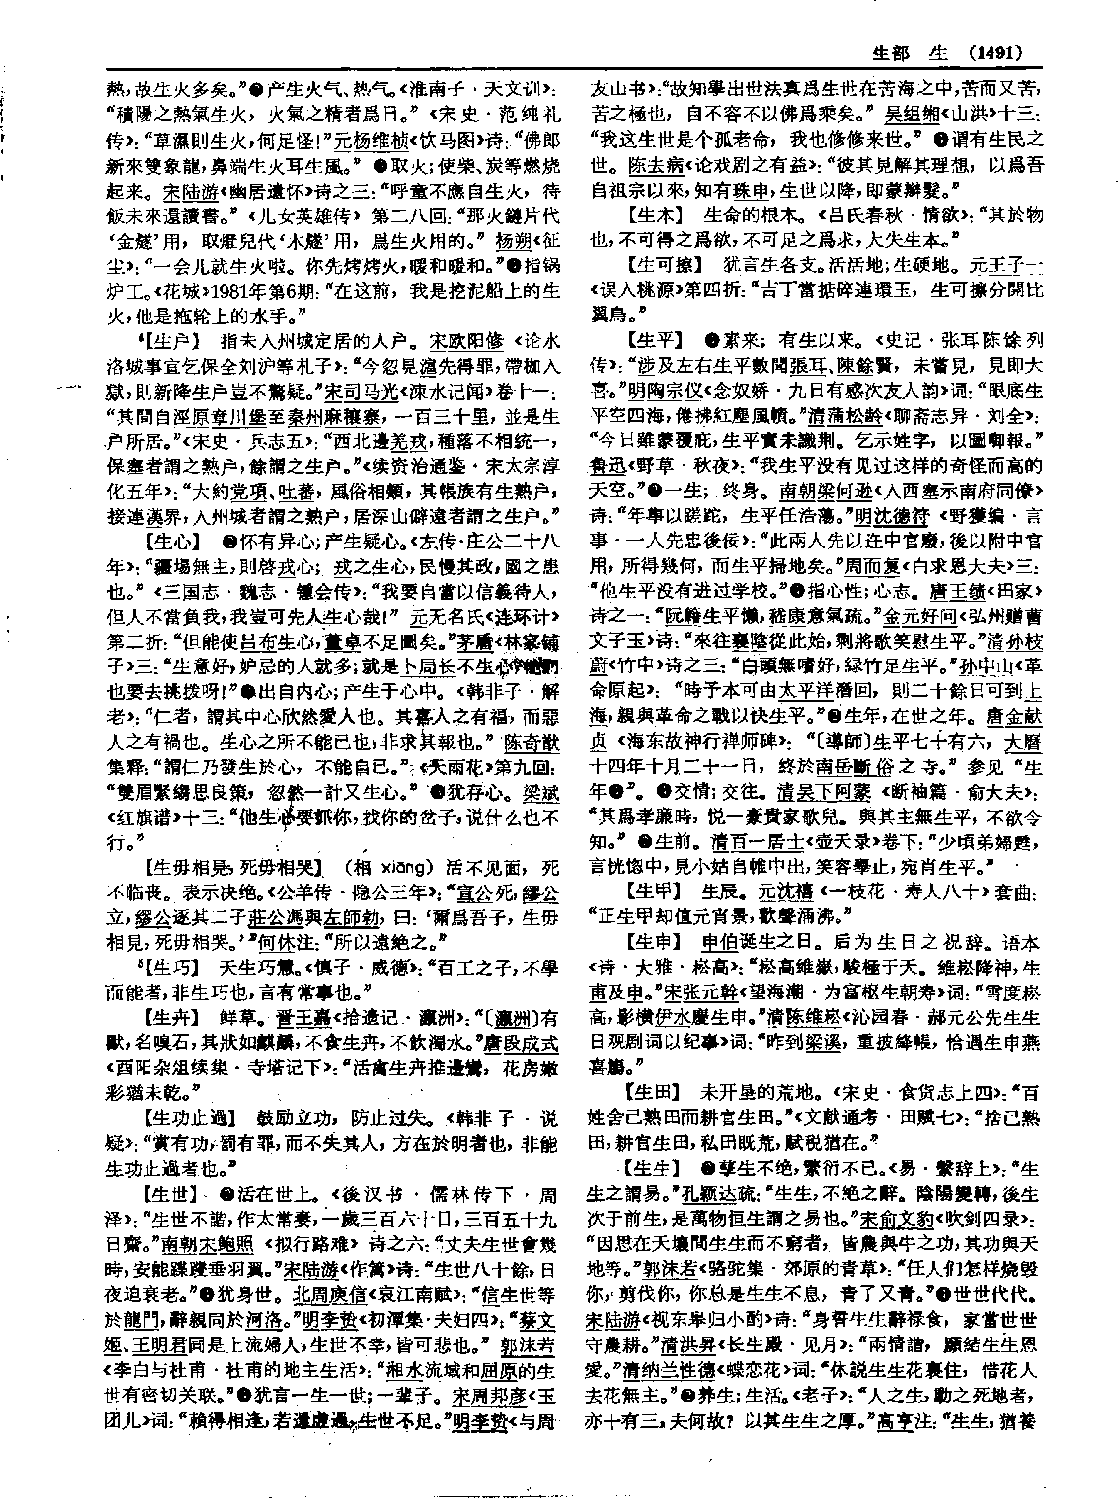 生部 生 (1491)
熱，故生火多矣。”●产生火气、热气。《淮南子·天文训》：
“積陽之熱氣生火，火氣之精者爲日。”《宋史·范纯礼
传》：“草濕則生火，何足怪！”元杨维桢《饮马图》诗：“佛郎
新來雙象龍，鼻端生火耳生風。”●取火；使柴、炭等燃烧
起来。宋陆游《幽居遣怀》诗之三：“呼童不應自生火，待
飯未來還讀書。”《儿女英雄传》第二八回：“那火鐮片代
‘金燧’用，取燈兒代‘木燧’用，爲生火用的。”杨朔《征
尘》：“一会儿就生火啦。你先烤烤火，暖和暖和。”●指锅
炉工。《花城》1981年第6期：“在这前，我是挖泥船上的生
火，他是拖轮上的水手。”
【生户】 指未入州城定居的人户。宋欧阳修《论水
洛城事宜乞保全刘沪等札子》：“今忽見滬先得罪，帶枷入
獄，則新降生户豈不驚疑。”宋司马光《涑水记闻》卷十一：
“其間自涇原章川堡至秦州麻穰寨，一百三十里，並是生
户所居。”《宋史·兵志五》：“西北邊羌戎，種落不相統一，
保塞者謂之熟户，餘謂之生户。”《续资治通鉴·宋太宗淳
化五年》：“大約党項、吐蕃，風俗相類，其帳族有生熟户，
接連漢界，入州城者謂之熟户，居深山僻遠者謂之生户。”
【生心】 ●怀有异心；产生疑心。《左传·庄公二十八
年》：“疆埸無主，則啓戎心；戎之生心，民慢其政，國之患
也。”《三国志·魏志·锺会传》：“我要自當以信義待人，
但人不當負我，我豈可先人生心哉！”元无名氏《连环计》
第二折：“但能使吕布生心，董卓不足圖矣。”茅盾《林家铺
子》三：“生意好，妒忌的人就多；就是卜局长不生心，
也要去挑拨呀！”●出自内心；产生于心中。《韩非子·解
老》：“仁者，謂其中心欣然愛人也。其喜人之有福，而惡
人之有禍也。生心之所不能已也，非求其報也。”陈奇猷
集释：“謂仁乃發生於心，不能自已。”《天雨花》第九回：
“雙眉緊縐思良策，忽然一計又生心。”●犹存心。梁斌
《红旗谱》十三：“他生心要抓你，找你的岔子，说什么也不
行。”
【生毋相見，死毋相哭】 （相 xiāng）活不见面，死
不临丧。表示决绝。《公羊传·隐公三年》：“宣公死，繆公
立，繆公逐其二子莊公馮與左師勃，曰：‘爾爲吾子，生毋
相見，死毋相哭。’”何休注：“所以遠絶之。”
【生巧】 天生巧慧。《慎子·威德》：“百工之子，不學
而能者，非生巧也，言有常事也。”
【生卉】 鲜草。晋王嘉《拾遗记·瀛洲》：“〔瀛洲〕有
獸，名嗅石，其狀如麒麟，不食生卉，不飲濁水。”唐段成式
《酉阳杂俎续集·寺塔记下》：“活禽生卉推邊鸞，花房嫩
彩猶未乾。”
【生功止過】 鼓励立功，防止过失。《韩非子·说
疑》：“賞有功，罰有罪，而不失其人，方在於明者也，非能
生功止過者也。”
【生世】 ●活在世上。《後汉书·儒林传下·周
泽》：“生世不諧，作太常妻，一歲三百六十日，三百五十九
日齋。”南朝宋鲍照《拟行路难》诗之六：“丈夫生世會幾
時，安能蹀躞垂羽翼。”宋陆游《作篱》诗：“生世八十餘，日
夜迫衰老。”●犹身世。北周庾信《哀江南赋》：“信生世等
於龍門，辭親同於河洛。”明李贽《初潭集·夫妇四》：“蔡文
姬、王明君同是上流婦人，生世不幸，皆可悲也。”郭沫若
《李白与杜甫·杜甫的地主生活》：“湘水流域和屈原的生
世有密切关联。”●犹言一生一世；一辈子。宋周邦彦《玉
团儿》词：“賴得相逢，若還虚過，生世不足。”明李贽《与周
友山书》：“故知學出世法真爲生世在苦海之中，苦而又苦，
苦之極也，自不容不以佛爲乘矣。”吴组缃《山洪》十三：
“我这生世是个孤老命，我也修修来世。”●谓有生民之
世。陈去病《论戏剧之有益》：“彼其見解其理想，以爲吾
自祖宗以來，知有珠申，生世以降，即蒙辮髮。”
【生本】 生命的根本。《吕氏春秋·情欲》：“其於物
也，不可得之爲欲，不可足之爲求，大失生本。”
【生可擦】 犹言生各支。活活地；生硬地。元王子一
《误入桃源》第四折：“吉丁當掂碎連環玉，生可擦分開比
翼鳥。”
【生平】 ●素来；有生以来。《史记·张耳陈馀列
传》：“涉及左右生平數聞張耳、陳餘賢，未嘗見，見即大
喜。”明陶宗仪《念奴娇·九日有感次友人韵》词：“眼底生
平空四海，倦拂紅塵風幘。”清蒲松龄《聊斋志异·刘全》：
“今日雖蒙覆庇，生平實未識荆。乞示姓字，以圖啣報。”
鲁迅《野草·秋夜》：“我生平没有见过这样的奇怪而高的
天空。”●一生；终身。南朝梁何逊《入西塞示南府同僚》
诗：“年事以蹉跎，生平任浩蕩。”明沈德符《野獲编·言
事·一人先忠後佞》：“此兩人先以迕中官廢，後以附中官
用，所得幾何，而生平掃地矣。”周而复《白求恩大夫》三：
“他生平没有进过学校。”●指心性；心志。唐王绩《田家》
诗之一：“阮籍生平懶，嵇康意氣疏。”金元好问《弘州赠曹
文子玉》诗：“來往襄陰從此始，剩將歌笑慰生平。”清孙枝
蔚《竹中》诗之三：“白頭無嗜好，緑竹足生平。”孙中山《革
命原起》：“時予本可由太平洋潛回，則二十餘日可到上
海，親與革命之戰以快生平。”●生年，在世之年。唐金献
贞《海东故神行禅师碑》：“〔導師〕生平七十有六，大曆
十四年十月二十一日，終於南岳斷俗之寺。”参见“生
年●”。●交情；交往。清吴下阿蒙《断袖篇·俞大夫》：
“其爲孝廉時，悦一豪貴家歌兒。與其主無生平，不欲令
知。”●生前。清百一居士《壶天录》卷下：“少頃弟婦甦，
言恍惚中，見小姑自帷中出，笑容舉止，宛肖生平。”
【生甲】 生辰。元沈禧《一枝花·寿人八十》套曲：
“正生甲却值元宵景，歡聲涌沸。”
【生申】 申伯诞生之日。后为生日之祝辞。语本
《诗·大雅·崧高》：“崧高維嶽，駿極于天。維崧降神，生
甫及申。”宋张元幹《望海潮·为富枢生朝寿》词：“雪度崧
高，影横伊水慶生申。”清陈维崧《沁园春·郝元公先生生
日观剧词以纪事》词：“昨到梁溪，重披絳帳，恰遇生申燕
喜觴。”
【生田】 未开垦的荒地。《宋史·食货志上四》：“百
姓舍己熟田而耕官生田。”《文献通考·田赋七》：“捨己熟
田，耕官生田，私田既荒，賦税猶在。”
【生生】 ●孳生不绝，繁衍不已。《易·繫辞上》：“生
生之謂易。”孔颖达疏：“生生，不絶之辭。陰陽變轉，後生
次于前生，是萬物恒生謂之易也。”宋俞文豹《吹剑四录》：
“因思在天壤間生生而不窮者，皆農與牛之功，其功與天
地等。”郭沫若《骆驼集·郊原的青草》：“任人们怎样烧毁
你，剪伐你，你总是生生不息，青了又青。”●世世代代。
宋陆游《视东皋归小酌》诗：“身誓生生辭禄食，家當世世
守農耕。”清洪昇《长生殿·见月》：“兩情諧，願結生生恩
愛。”清纳兰性德《蝶恋花》词：“休説生生花裏住，惜花人
去花無主。”●养生；生活。《老子》：“人之生，動之死地者，
亦十有三，夫何故？以其生生之厚。”高亨注：“生生，猶養